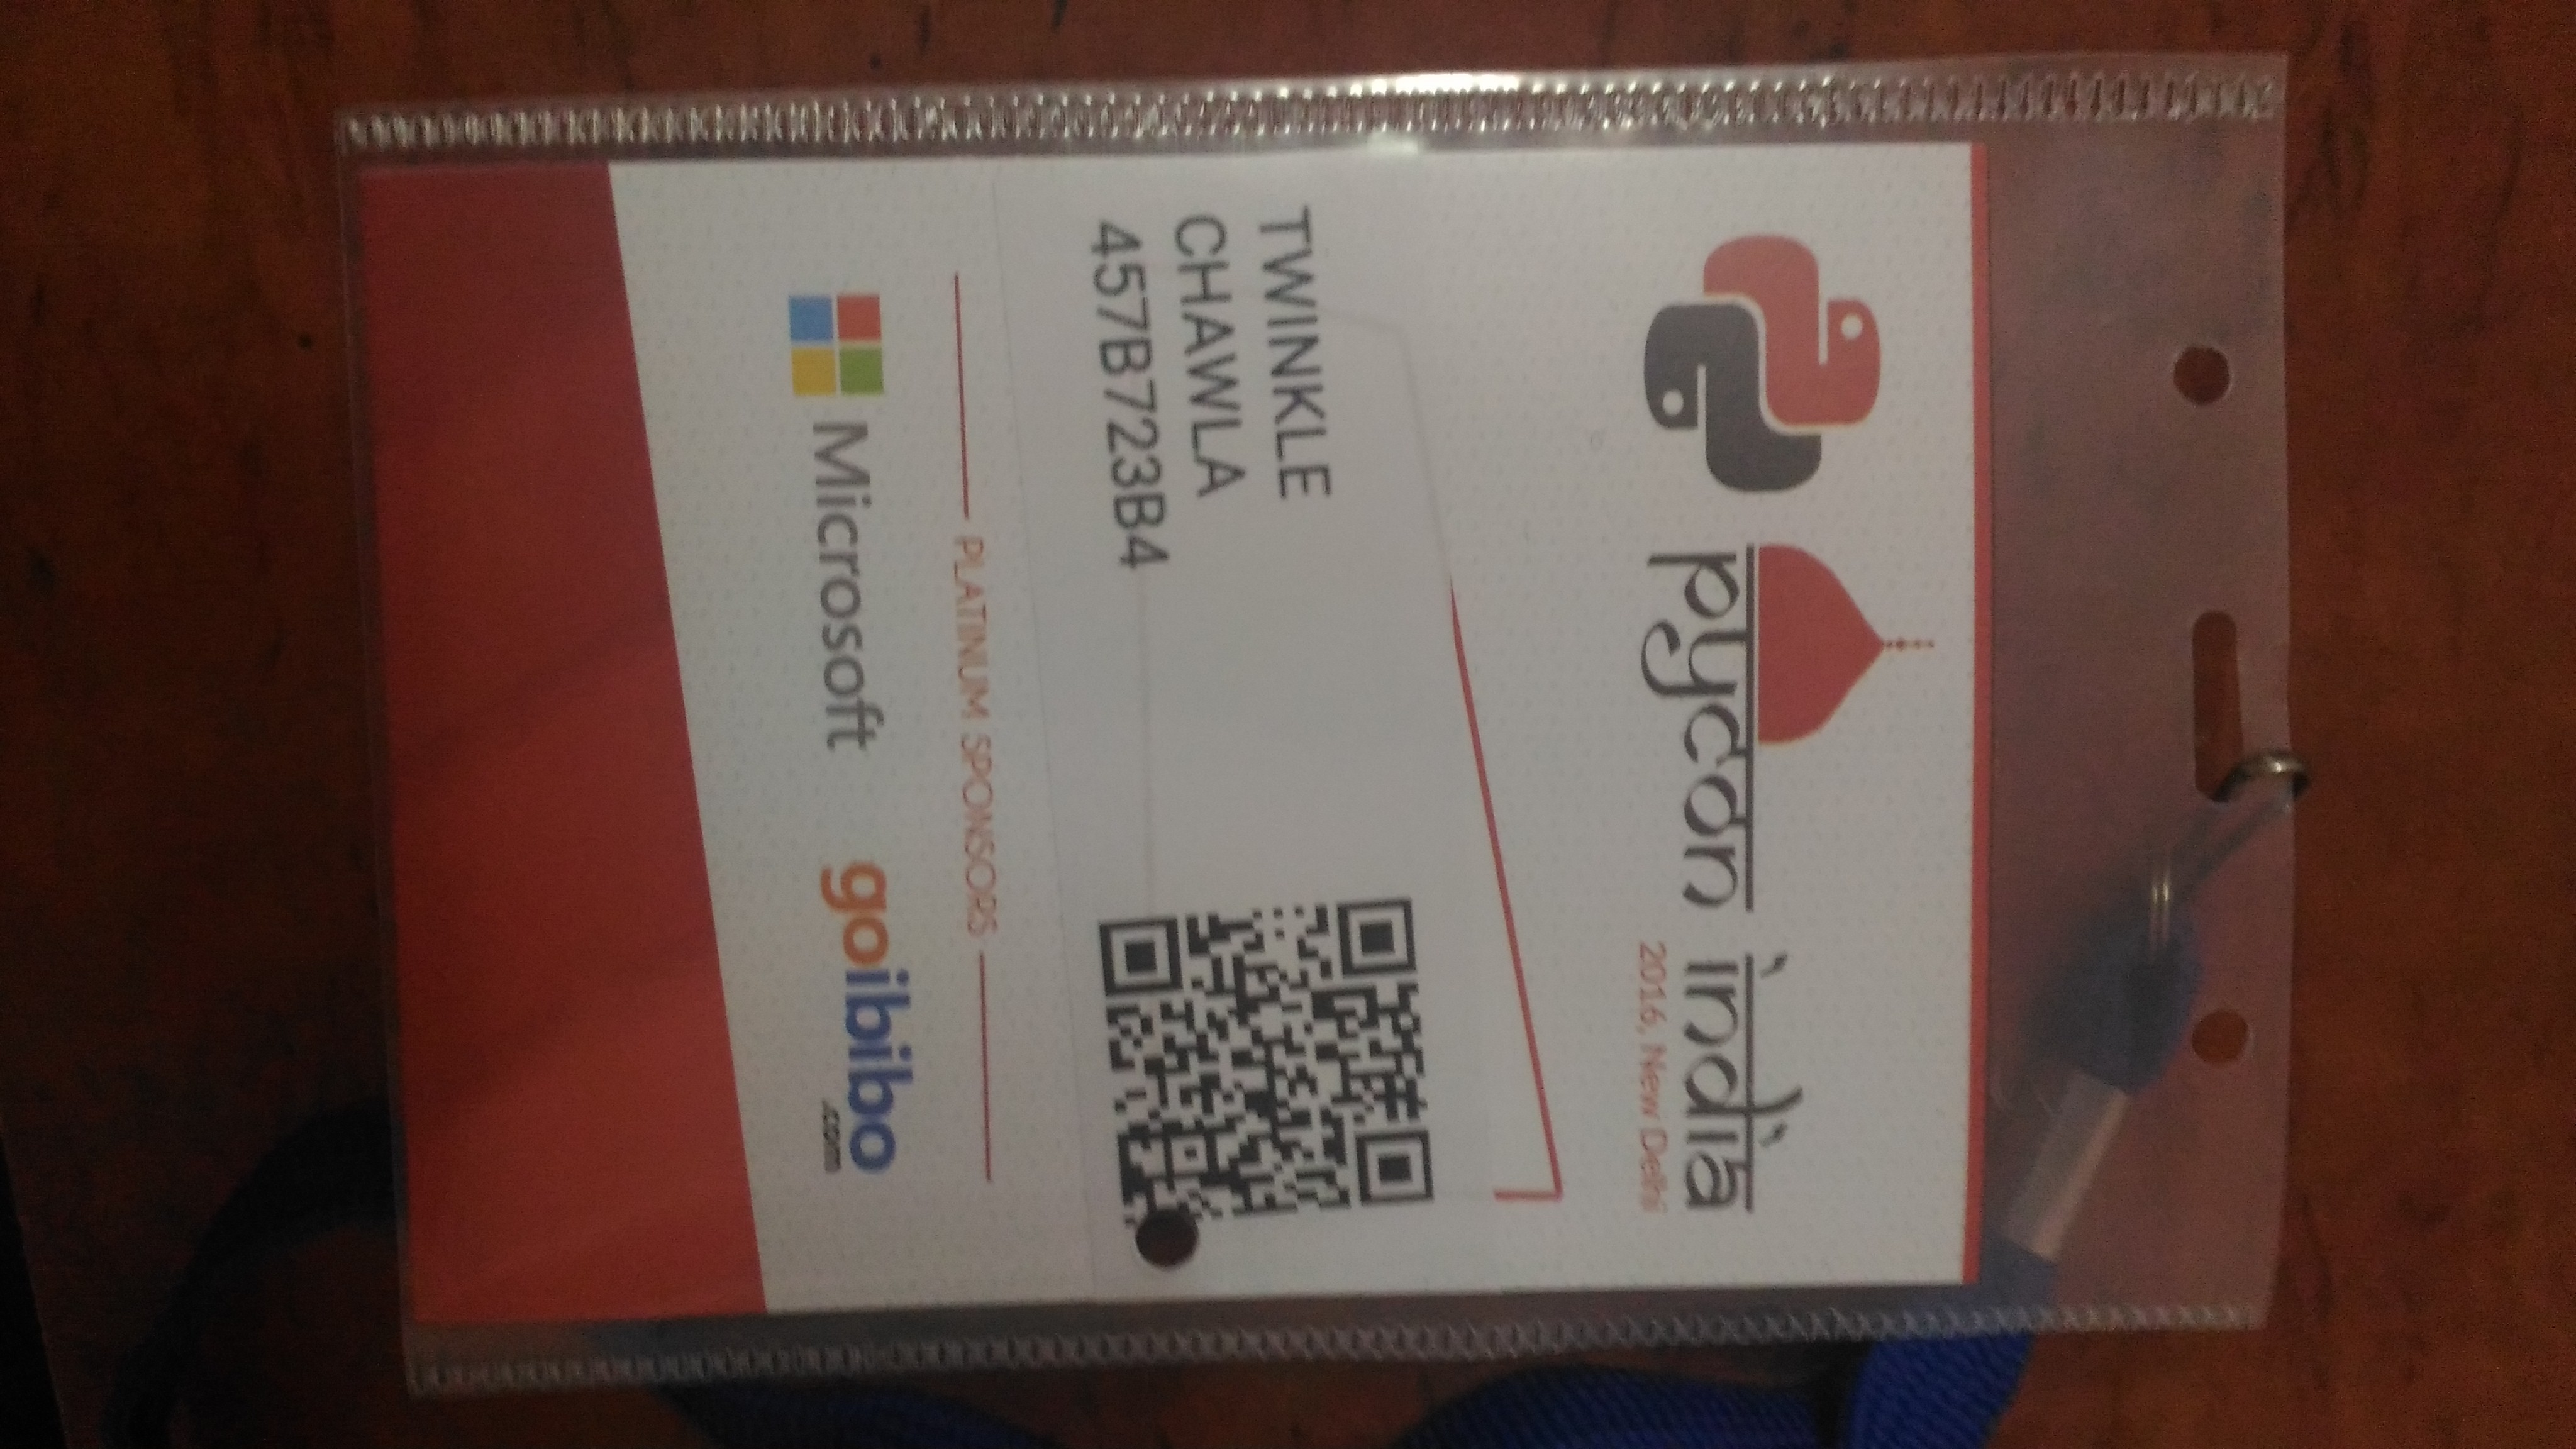 pycon india
2016, New Delhi
TWINKLE
CHAWLA
457B723B4
PLATINUM SPONSORS
Microsoft
goibibo
.com